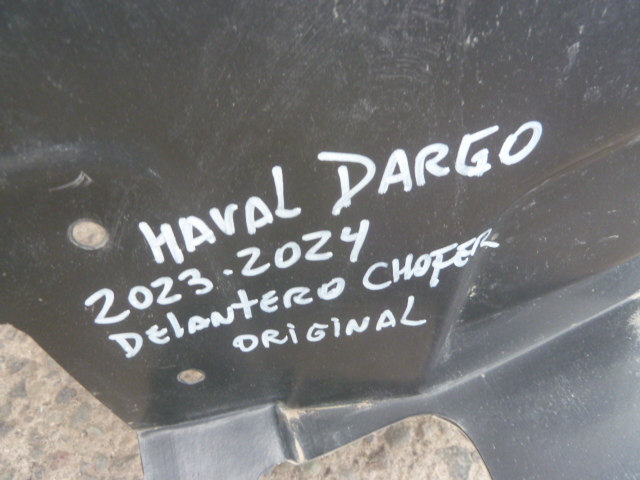 HAVAL DARGO
2023-2024
DElANTERO CHOFER
ORiGiNAL